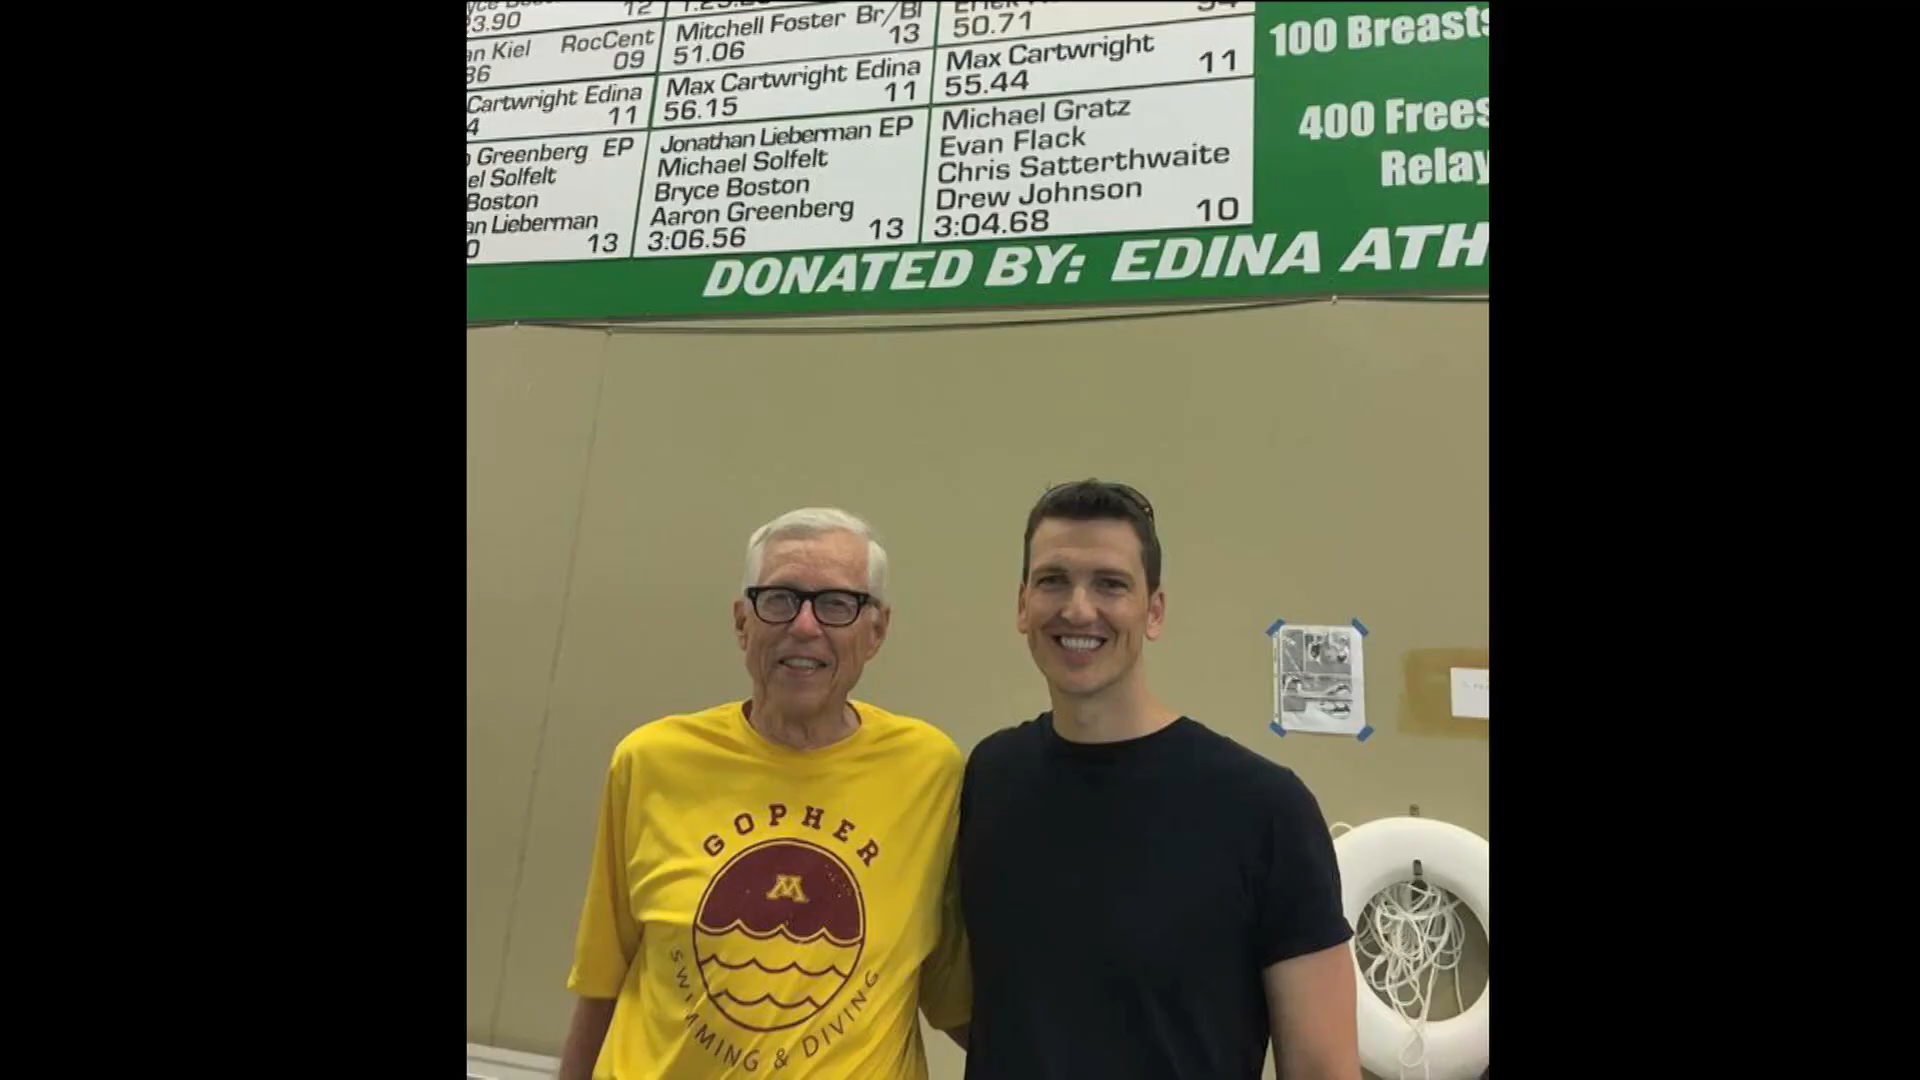 3.90
12
Kiel RocCent
09
Cartwright Edina
11
Greenberg EP
Solfelt
Boston
Lieberman
13
Mitchell Foster Br/Bl
51.06 13
Max Cartwright Edina
56.15 11
Jonathan Lieberman EP
Michael Solfelt
Bryce Boston
Aaron Greenberg
3:06.56 13
50.71
Max Cartwright
55.44 11
Michael Gratz
Evan Flack
Chris Satterthwaite
Drew Johnson
3:04.68 10
100 Breasts
400 Frees
Relay
DONATED BY: EDINA ATH
GOPHER
M
SWIMMING & DIVING